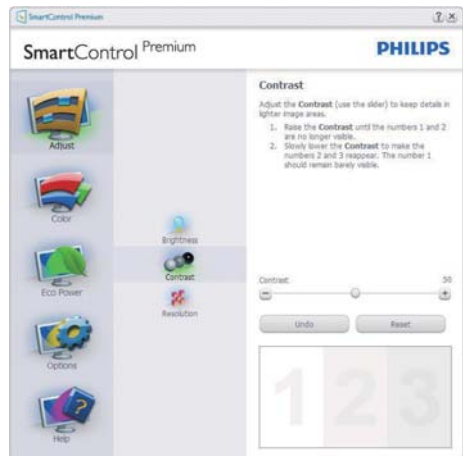 SmartControl Premium
? X
SmartControl Premium
PHILIPS
Adjust
Color
Eco Power
Options
Help
Brightness
Contrast
Resolution
Contrast
Adjust the Contrast (use the slider) to keep details in
lighter image areas.
1. Raise the Contrast until the numbers 1 and 2
are no longer visible.
2. Slowly lower the Contrast to make the
numbers 2 and 3 reappear. The number 1
should remain barely visible.
Contrast
50
Undo
Reset
1 2 3